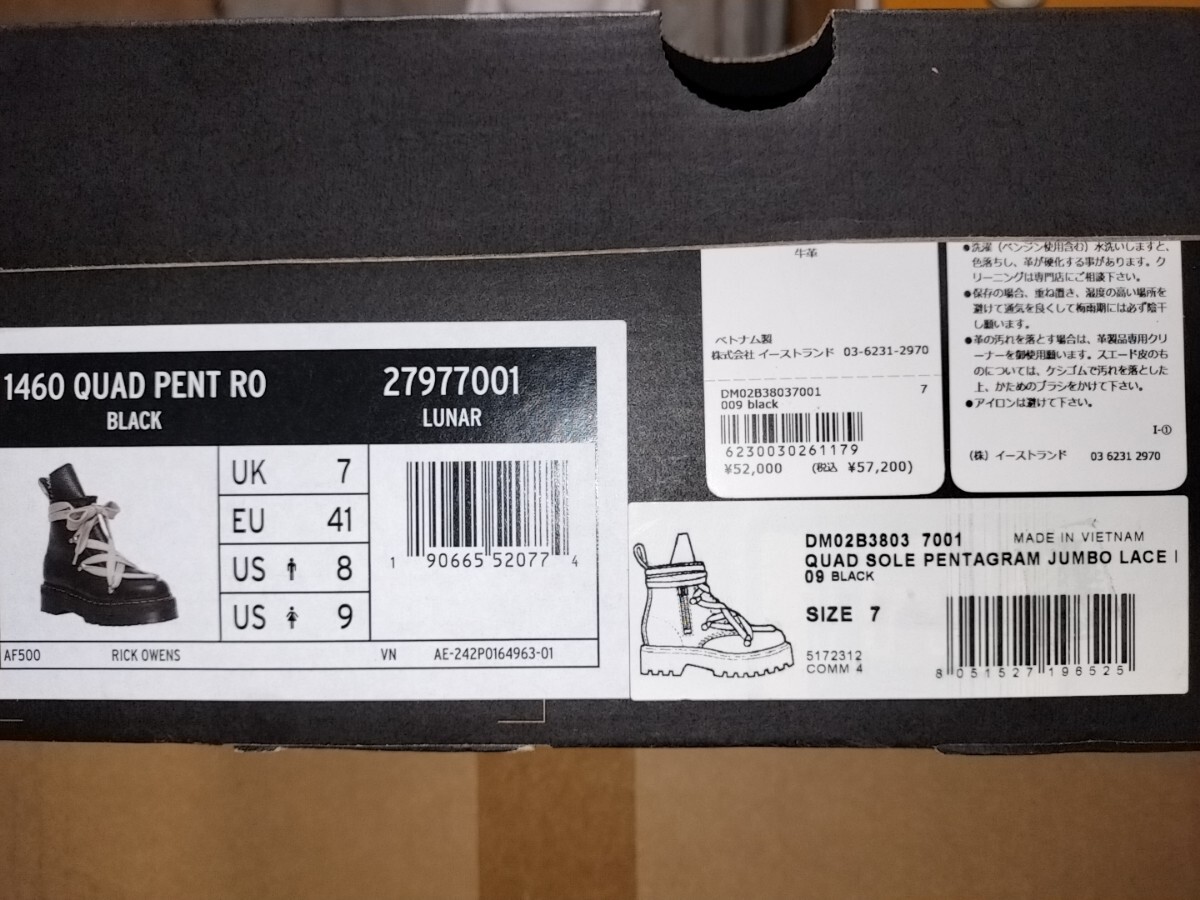 1460 QUAD PENT RO
BLACK
27977001
LUNAR
UK 7
EU 41
US 8
US 9
1 90665 52077 4
AF500 RICK OWENS VN AE-242P0164963-01
牛革
ベトナム製
株式会社 イーストランド 03-6231-2970
DM02B38037001 7
009 black
6230030261179
¥52,000 (税込 ¥57,200)
●洗濯(ベンジン使用含む)水洗いしますと、
色落ちし、革が硬化する事があります。ク
リーニングは専門店にご相談下さい。
●保存の場合、重ね置き、湿度の高い場所を
避けて通気を良くして梅雨期には必ず陰干
し願います。
●革の汚れを落とす場合は、革製品専用クリ
ーナーを御使用願います。スエード皮のも
のについては、ケシゴムで汚れを落とした
上、かためのブラシをかけて下さい。
●アイロンは避けて下さい。
I-①
(株) イーストランド 03 6231 2970
DM02B3803 7001 MADE IN VIETNAM
QUAD SOLE PENTAGRAM JUMBO LACE
09 BLACK
SIZE 7
5172312
COMM 4
8 051527 196525